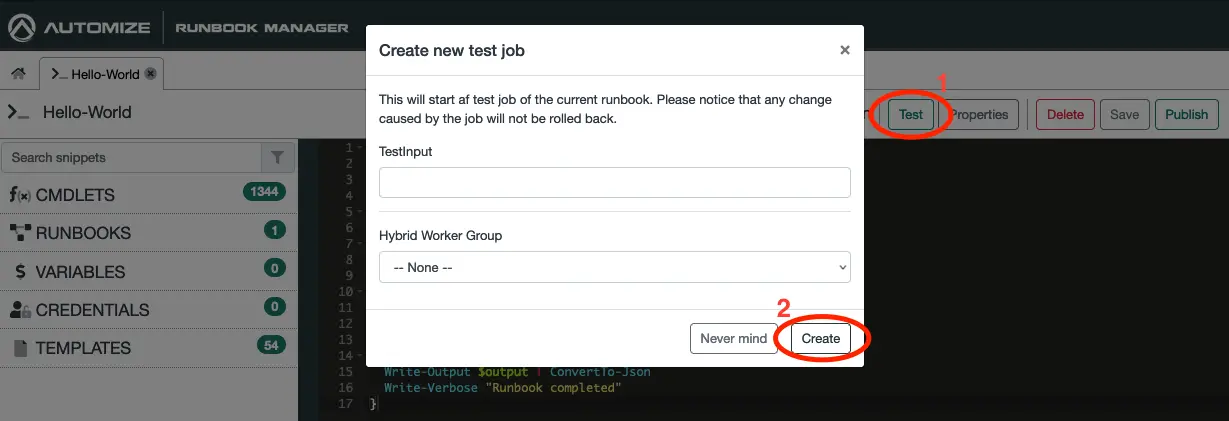 AUTOMIZE RUNBOOK MANAGER
Create new test job ×
>_ Hello-World
1
>_ Hello-World
Test Properties Delete Save Publish
This will start af test job of the current runbook. Please notice that any change
caused by the job will not be rolled back.
Search snippets
TestInput
f(x) CMDLETS 1344
RUNBOOKS 1
Hybrid Worker Group
$ VARIABLES 0
-- None --
CREDENTIALS 0
2
TEMPLATES 54
Never mind Create
1
2
3
4
5
6
7
8
9
10
11
12
13
14
15 Write-Output $output | ConvertTo-Json
16 Write-Verbose "Runbook completed"
17 }